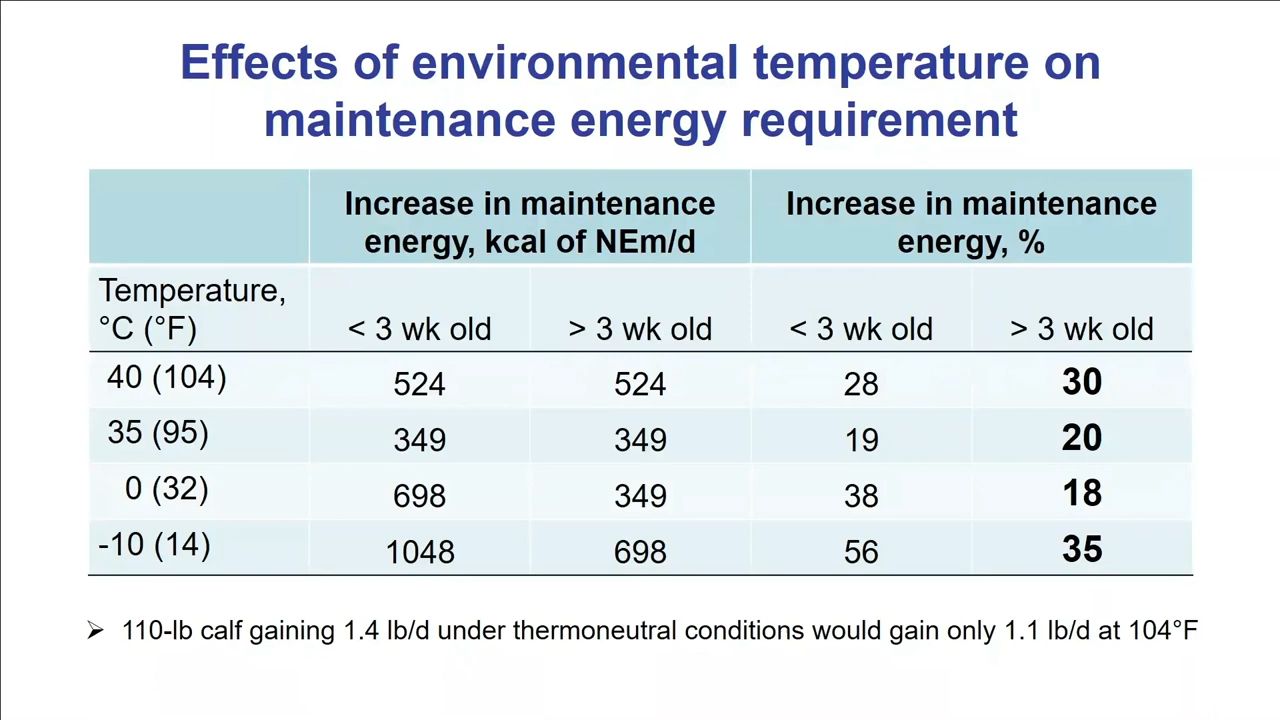 Effects of environmental temperature on
maintenance energy requirement
Increase in maintenance
energy, kcal of NEm/d
Increase in maintenance
energy, %
Temperature,
°C (°F)
< 3 wk old
> 3 wk old
< 3 wk old
> 3 wk old
40 (104) 524 524 28 30
35 (95) 349 349 19 20
0 (32) 698 349 38 18
-10 (14) 1048 698 56 35
➢ 110-lb calf gaining 1.4 lb/d under thermoneutral conditions would gain only 1.1 lb/d at 104°F